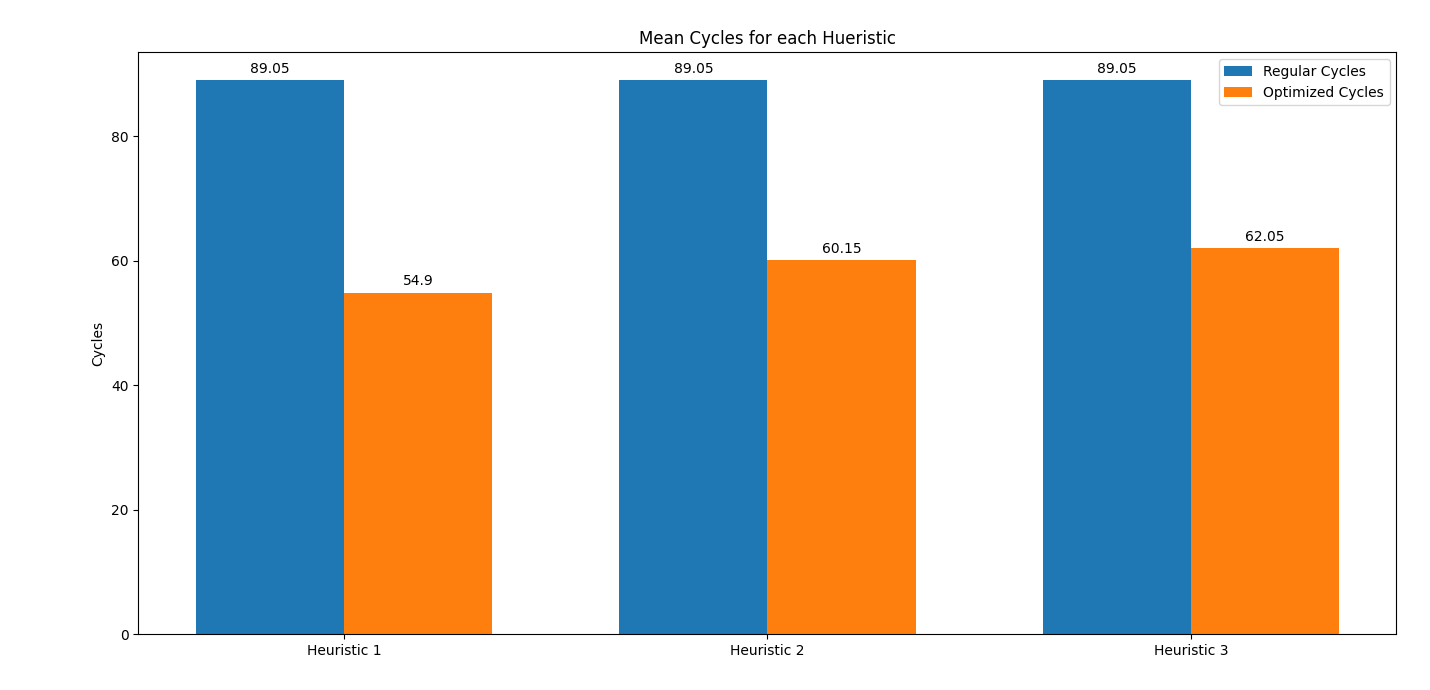 Mean Cycles for each Hueristic
89.05
89.05
89.05
Regular Cycles
Optimized Cycles
80
62.05
60.15
60
54.9
Cycles
40
20
0
Heuristic 1
Heuristic 2
Heuristic 3